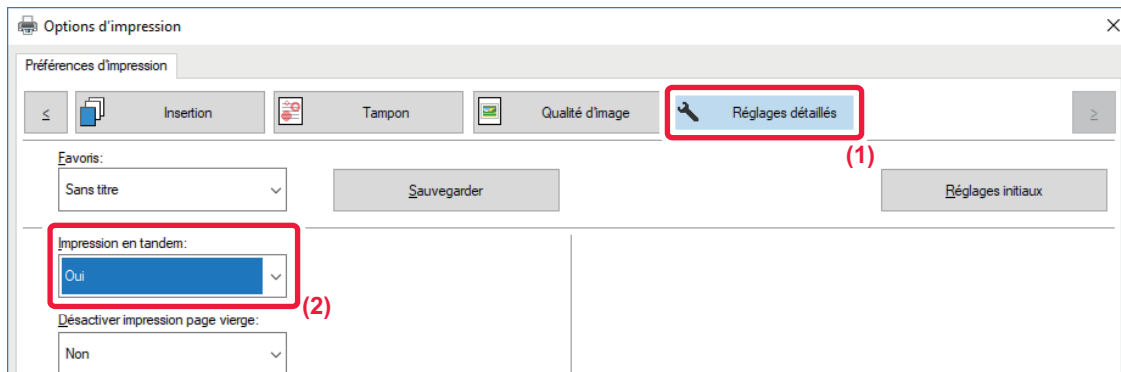 Options d'impression
Préférences d'impression
< Insertion Tampon Qualité d'image Réglages détaillés >
(1)
Favoris:
Sans titre Sauvegarder Réglages initiaux
Impression en tandem:
Oui
(2)
Désactiver impression page vierge:
Non